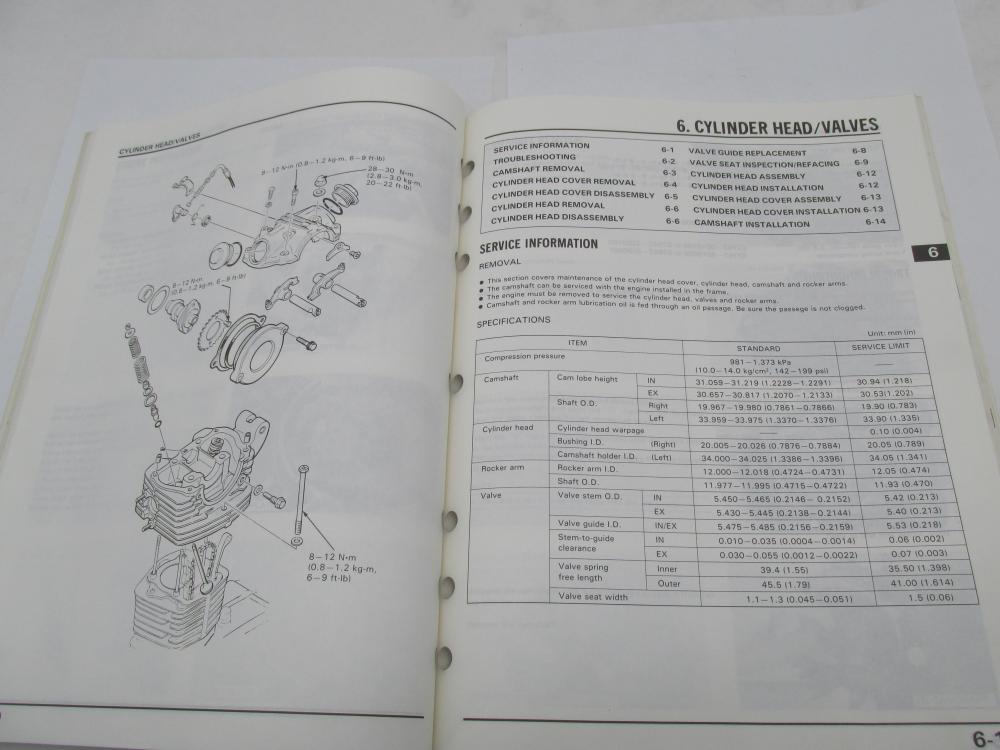 CYLINDER HEAD/VALVES
8–12 N·m (0.8–1.2 kg-m, 6–9 ft-lb)
28–30 N·m
(2.8–3.0 kg-m,
20–22 ft-lb)
8–12 N·m
(0.8–1.2 kg-m, 6–9 ft-lb)
8–12 N·m
(0.8–1.2 kg-m,
6–9 ft-lb)
6. CYLINDER HEAD/VALVES
SERVICE INFORMATION 6-1
TROUBLESHOOTING 6-2
CAMSHAFT REMOVAL 6-3
CYLINDER HEAD COVER REMOVAL 6-4
CYLINDER HEAD COVER DISASSEMBLY 6-5
CYLINDER HEAD REMOVAL 6-6
CYLINDER HEAD DISASSEMBLY 6-6
VALVE GUIDE REPLACEMENT 6-8
VALVE SEAT INSPECTION/REFACING 6-9
CYLINDER HEAD ASSEMBLY 6-12
CYLINDER HEAD INSTALLATION 6-12
CYLINDER HEAD COVER ASSEMBLY 6-13
CYLINDER HEAD COVER INSTALLATION 6-13
CAMSHAFT INSTALLATION 6-14
6
SERVICE INFORMATION
REMOVAL
• This section covers maintenance of the cylinder head cover, cylinder head, camshaft and rocker arms.
• The camshaft can be serviced with the engine installed in the frame.
• The engine must be removed to service the cylinder head, valves and rocker arms.
• Camshaft and rocker arm lubrication oil is fed through an oil passage. Be sure the passege is not clogged.
SPECIFICATIONS
Unit: mm (in)
ITEM STANDARD SERVICE LIMIT
Compression pressure 981–1.373 kPa
(10.0–14.0 kg/cm², 142–199 psi) ——
Camshaft Cam lobe height IN 31.059–31.219 (1.2228–1.2291) 30.94 (1.218)
EX 30.657–30.817 (1.2070–1.2133) 30.53(1.202)
Shaft O.D. Right 19.967–19.980 (0.7861–0.7866) 19.90 (0.783)
Left 33.959–33.975 (1.3370–1.3376) 33.90 (1.335)
Cylinder head Cylinder head warpage —— 0.10 (0.004)
Bushing I.D. (Right) 20.005–20.026 (0.7876–0.7884) 20.05 (0.789)
Camshaft holder I.D. (Left) 34.000–34.025 (1.3386–1.3396) 34.05 (1.341)
Rocker arm Rocker arm I.D. 12.000–12.018 (0.4724–0.4731) 12.05 (0.474)
Shaft O.D. 11.977–11.995 (0.4715–0.4722) 11.93 (0.470)
Valve Valve stem O.D. IN 5.450–5.465 (0.2146–0.2152) 5.42 (0.213)
EX 5.430–5.445 (0.2138–0.2144) 5.40 (0.213)
Valve guide I.D. IN/EX 5.475–5.485 (0.2156–0.2159) 5.53 (0.218)
Stem-to-guide
clearance IN 0.010–0.035 (0.0004–0.0014) 0.06 (0.002)
EX 0.030–0.055 (0.0012–0.0022) 0.07 (0.003)
Valve spring
free length Inner 39.4 (1.55) 35.50 (1.398)
Outer 45.5 (1.79) 41.00 (1.614)
Valve seat width 1.1–1.3 (0.045–0.051) 1.5 (0.06)
6-1